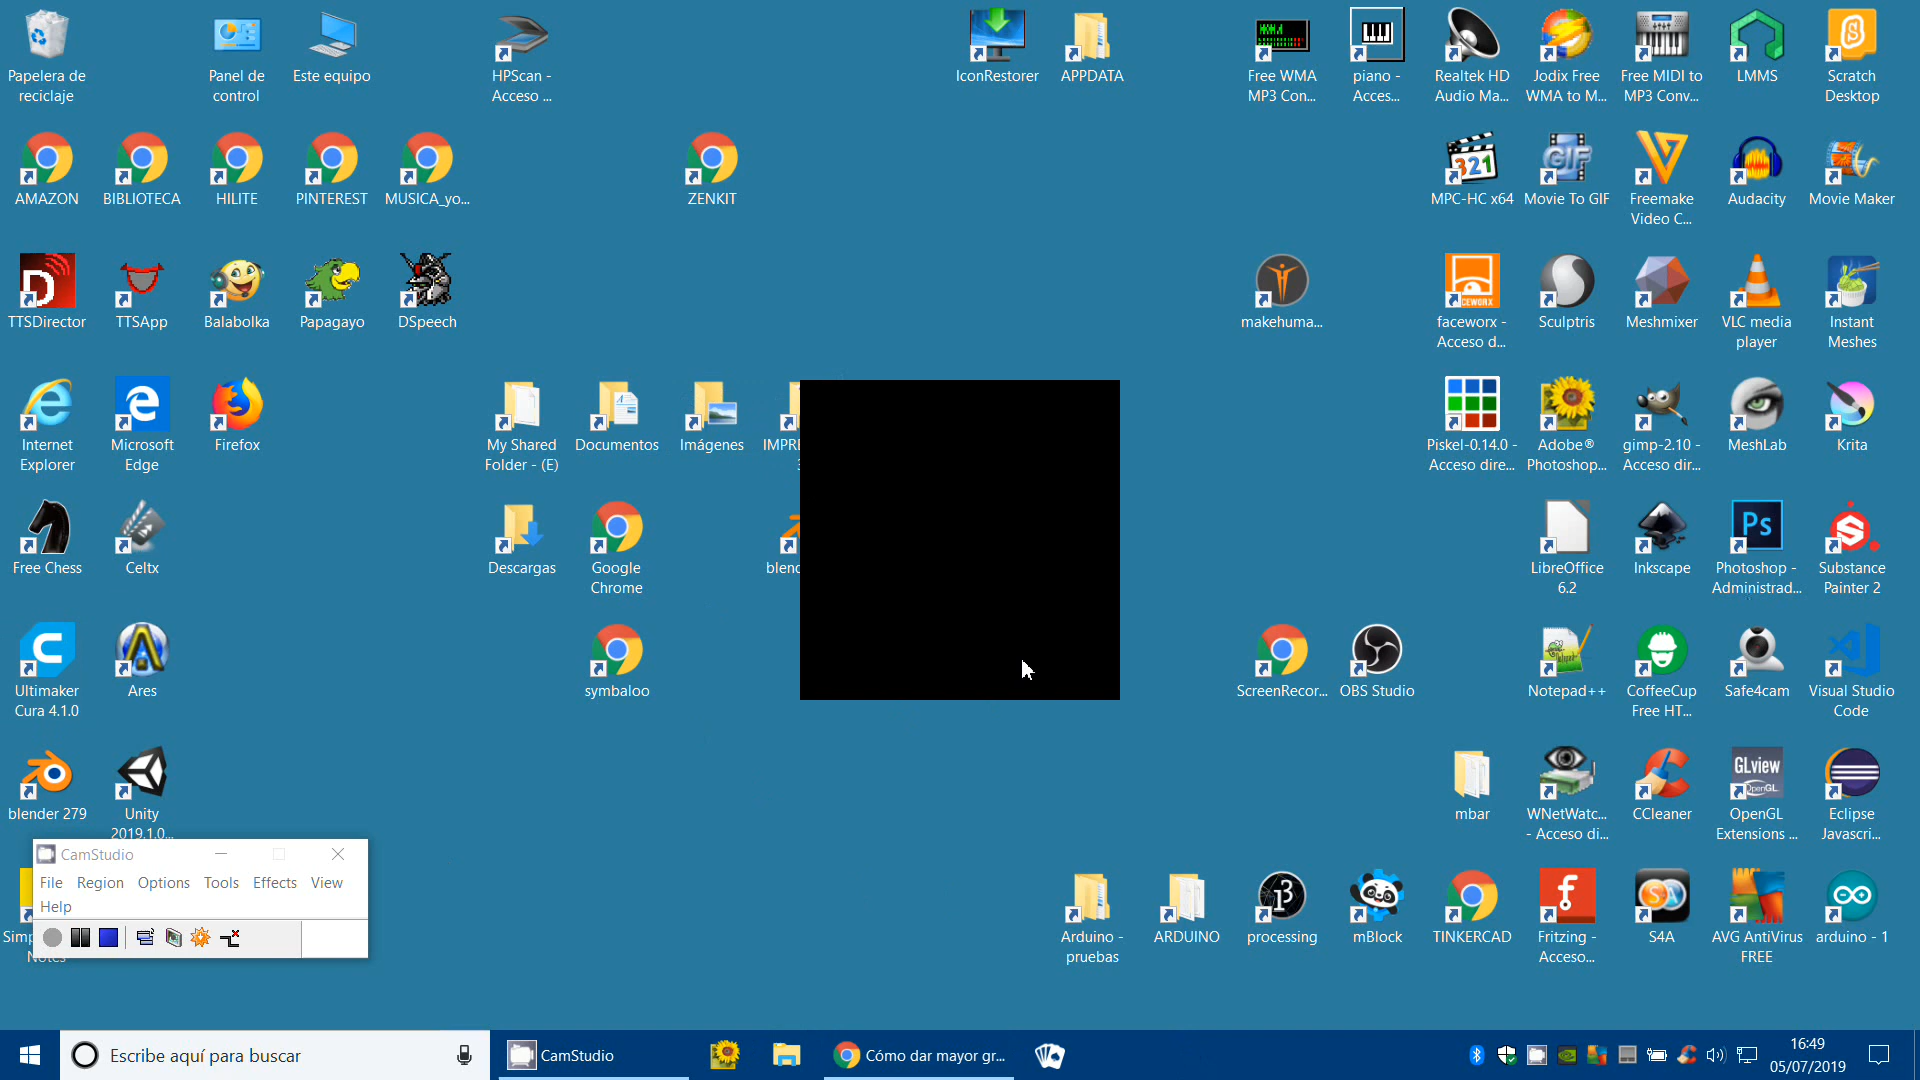 Papelera de
reciclaje
Panel de
control
Este equipo
HPScan -
Acceso ...
IconRestorer
APPDATA
Free WMA
MP3 Con...
piano -
Acces...
Realtek HD
Audio Ma...
Jodix Free
WMA to M...
Free MIDI to
MP3 Conv...
LMMS
Scratch
Desktop
AMAZON
BIBLIOTECA
HILITE
PINTEREST
MUSICA_yo...
ZENKIT
321
MPC-HC x64
GIF
Movie To GIF
Freemake
Video C...
Audacity
Movie Maker
D
TTSDirector
TTSApp
Balabolka
Papagayo
DSpeech
makehuma...
faceworx -
Acceso d...
Sculptris
Meshmixer
VLC media
player
Instant
Meshes
Internet
Explorer
Microsoft
Edge
Firefox
My Shared
Folder - (E)
Documentos
Imágenes
Piskel-0.14.0 -
Acceso dire...
Adobe®
Photoshop...
gimp-2.10 -
Acceso dir...
MeshLab
Krita
Free Chess
Celtx
Descargas
Google
Chrome
LibreOffice
6.2
Inkscape
Ps
Photoshop -
Administrad...
Substance
Painter 2
Ultimaker
Cura 4.1.0
Ares
symbaloo
ScreenRecor...
OBS Studio
Notepad++
CoffeeCup
Free HT...
Safe4cam
Visual Studio
Code
blender 279
Unity
2019.1.0...
mbar
WNetWatc...
- Acceso di...
CCleaner
GLview
OpenGL
OpenGL
Extensions ...
Eclipse
Javascri...
CamStudio
File Region Options Tools Effects View
Help
Notes
Arduino -
pruebas
ARDUINO
processing
mBlock
TINKERCAD
Fritzing -
Acceso...
SA
S4A
AVG AntiVirus
FREE
arduino - 1
Escribe aquí para buscar
CamStudio
Cómo dar mayor gr...
16:49
05/07/2019